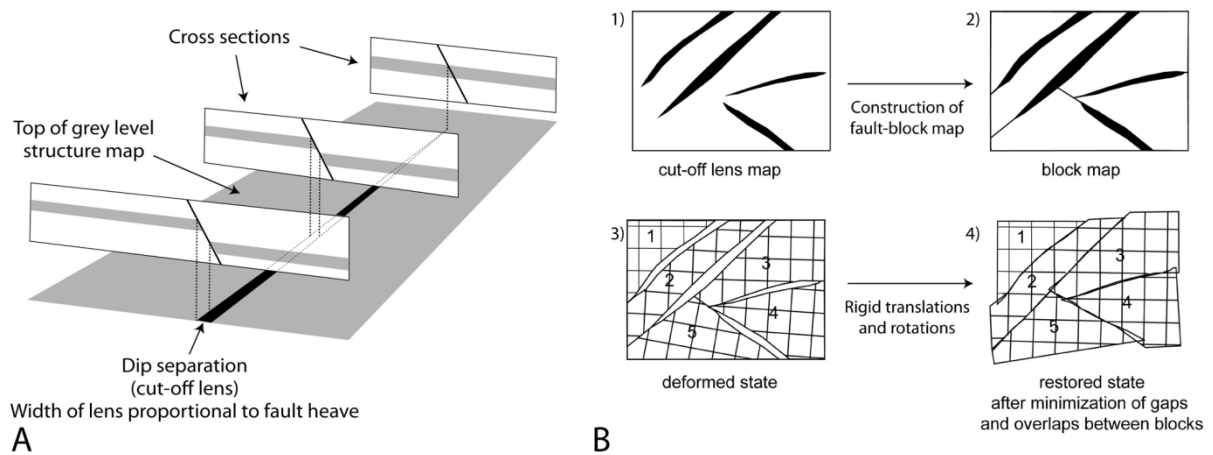 Cross sections
Top of grey level
structure map
Dip separation
(cut-off lens)
Width of lens proportional to fault heave
A
1)
cut-off lens map
Construction of
fault-block map
2)
block map
3)
1
2
3
4
5
deformed state
Rigid translations
and rotations
4)
1
2
3
4
5
restored state
after minimization of gaps
and overlaps between blocks
B